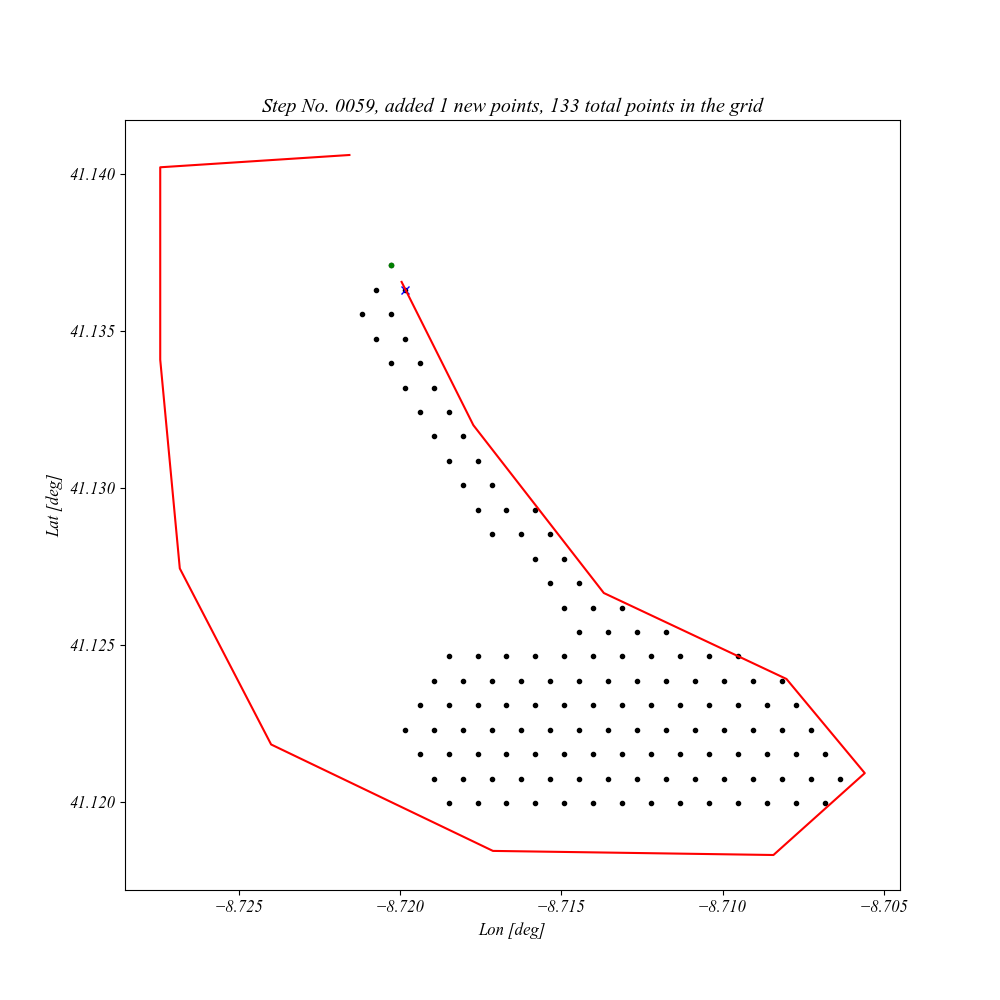 Step No. 0059, added 1 new points, 133 total points in the grid
41.140
41.135
41.130
41.125
41.120
Lat [deg]
−8.725 −8.720 −8.715 −8.710 −8.705
Lon [deg]